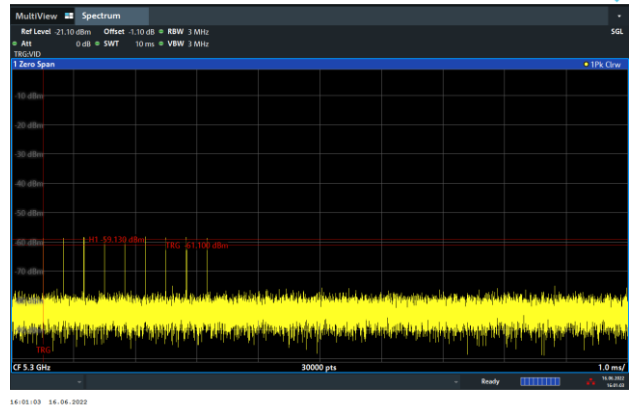 MultiView Spectrum
Ref Level -21.10 dBm Offset -1.10 dB RBW 3 MHz SGL
Att 0 dB SWT 10 ms VBW 3 MHz
TRG:VID
1 Zero Span 1Pk Clrw
-10 dBm
-20 dBm
-30 dBm
-40 dBm
-50 dBm
-60 dBm H1 -59.130 dBm TRG -61.100 dBm
-70 dBm
TRG
CF 5.3 GHz 30000 pts 1.0 ms/
Ready 16.06.2022
16:01:03
16:01:03 16.06.2022